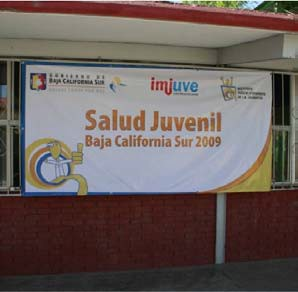 GOBIERNO DE
BAJA CALIFORNIA SUR
imjuve
Salud Juvenil
Baja California Sur 2009